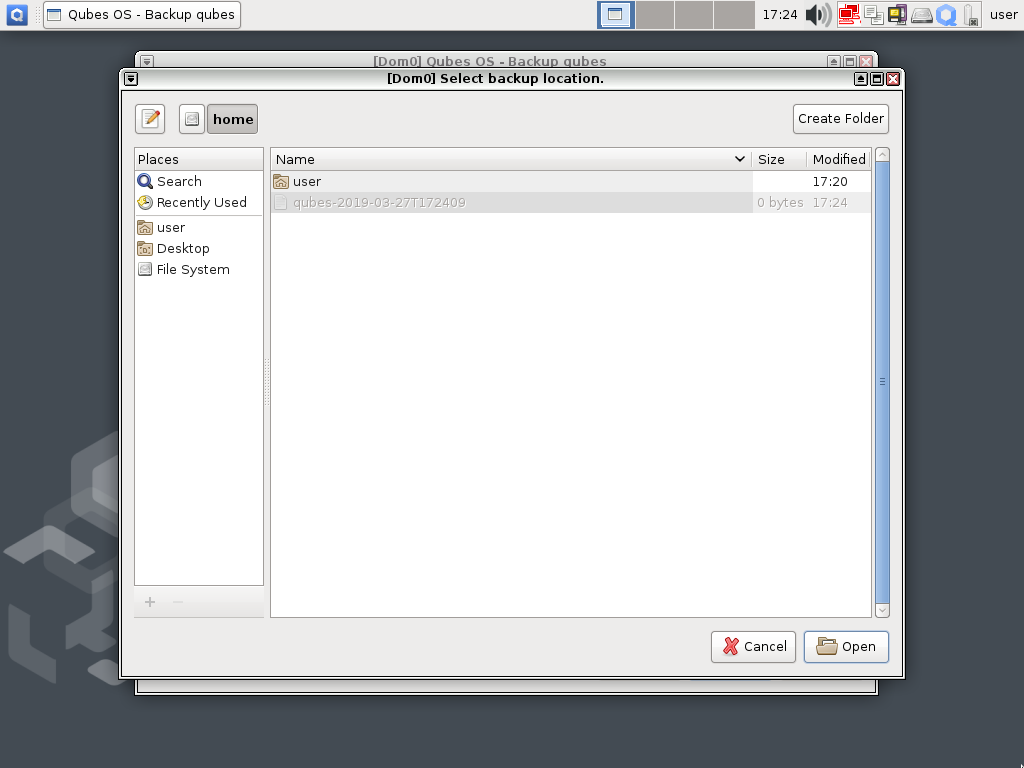 Qubes OS - Backup qubes
17:24
user
[Dom0] Qubes OS - Backup qubes
[Dom0] Select backup location.
home
Create Folder
Places
Name
Size
Modified
Search
user
17:20
Recently Used
qubes-2019-03-27T172409
0 bytes
17:24
user
Desktop
File System
Cancel
Open